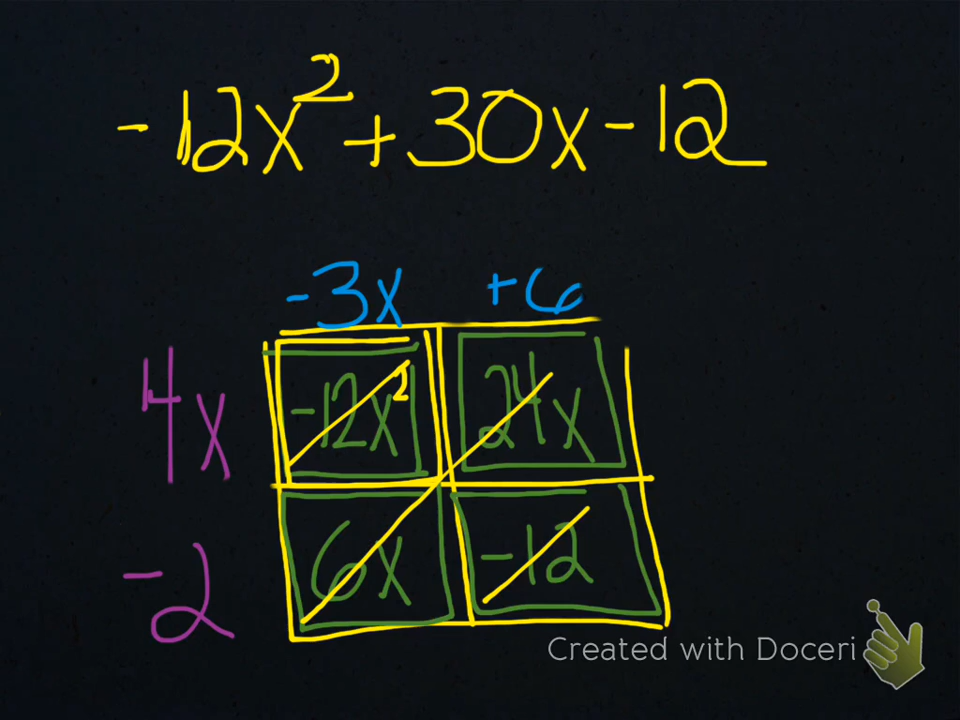 -12x² + 30x - 12
-3x +6
4x -12x² 24x
-2 6x -12
Created with Doceri